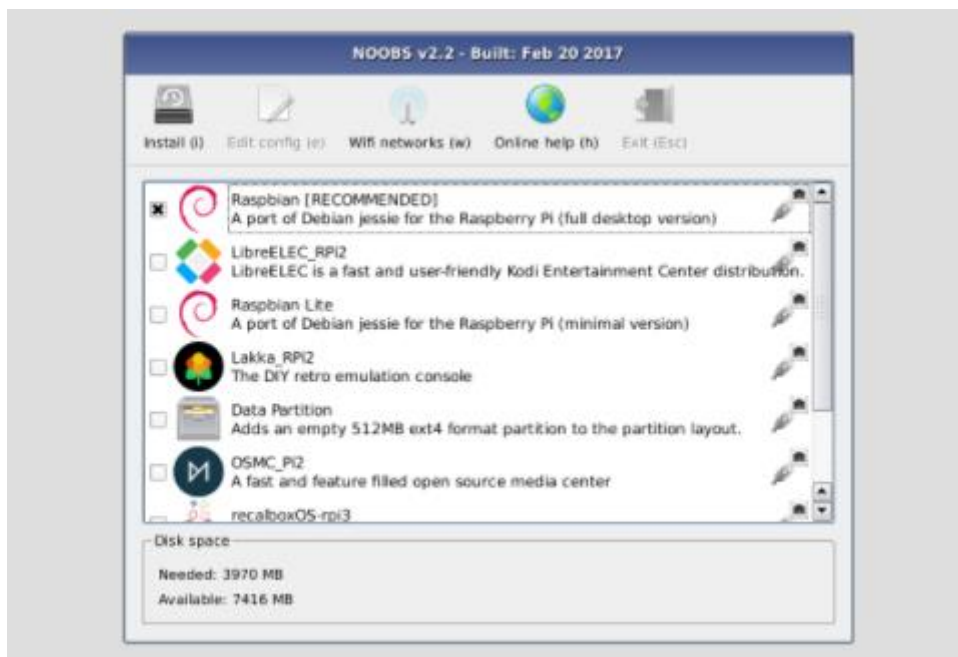 NOOBS v2.2 - Built: Feb 20 2017
Install (i) Edit config (e) Wifi networks (w) Online help (h) Exit (Esc)
Raspbian [RECOMMENDED]
A port of Debian jessie for the Raspberry Pi (full desktop version)
LibreELEC_RPi2
LibreELEC is a fast and user-friendly Kodi Entertainment Center distribution.
Raspbian Lite
A port of Debian jessie for the Raspberry Pi (minimal version)
Lakka_RPi2
The DIY retro emulation console
Data Partition
Adds an empty 512MB ext4 format partition to the partition layout.
OSMC_Pi2
A fast and feature filled open source media center
recalboxOS-rpi3
Disk space
Needed: 3970 MB
Available: 7416 MB